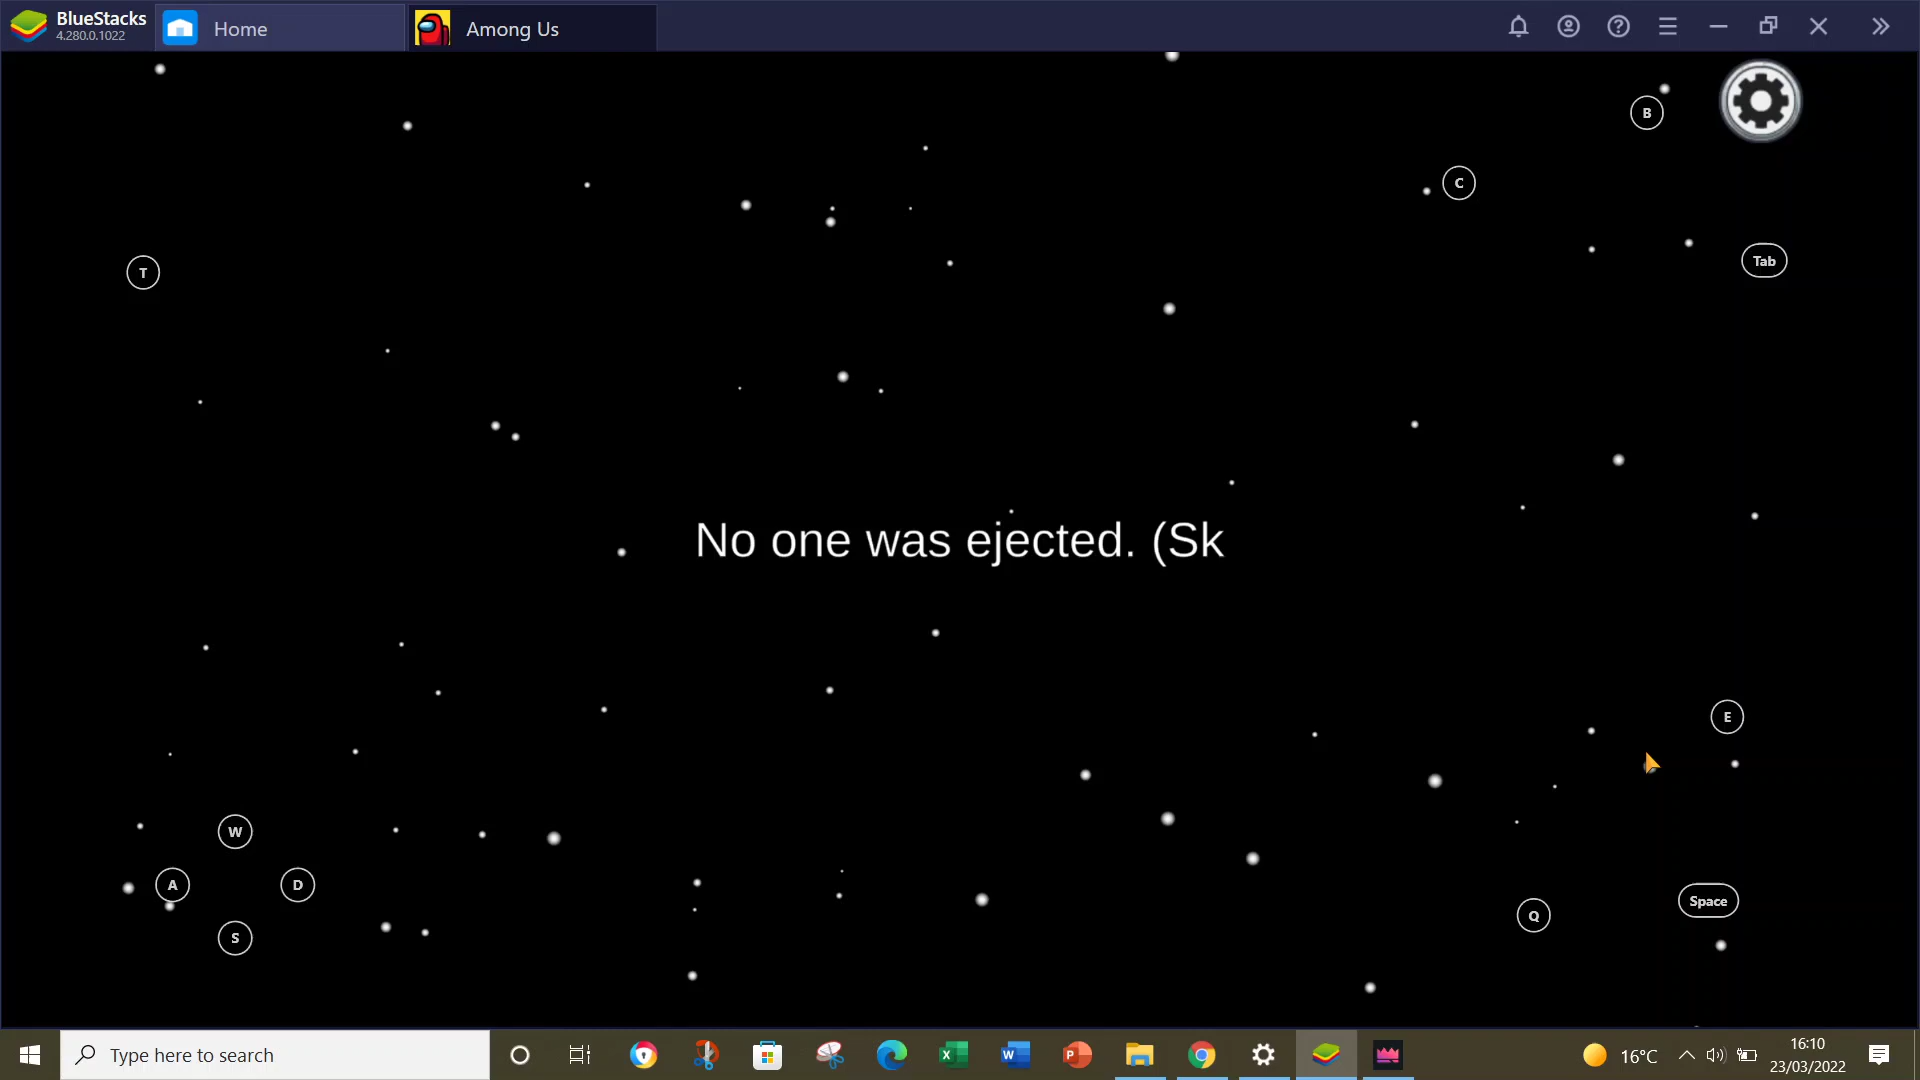 BlueStacks
4.280.0.1022
Home
Among Us
B
C
T
Tab
No one was ejected. (Sk
E
W
A
D
S
Q
Space
Type here to search
16°C
16:10
23/03/2022